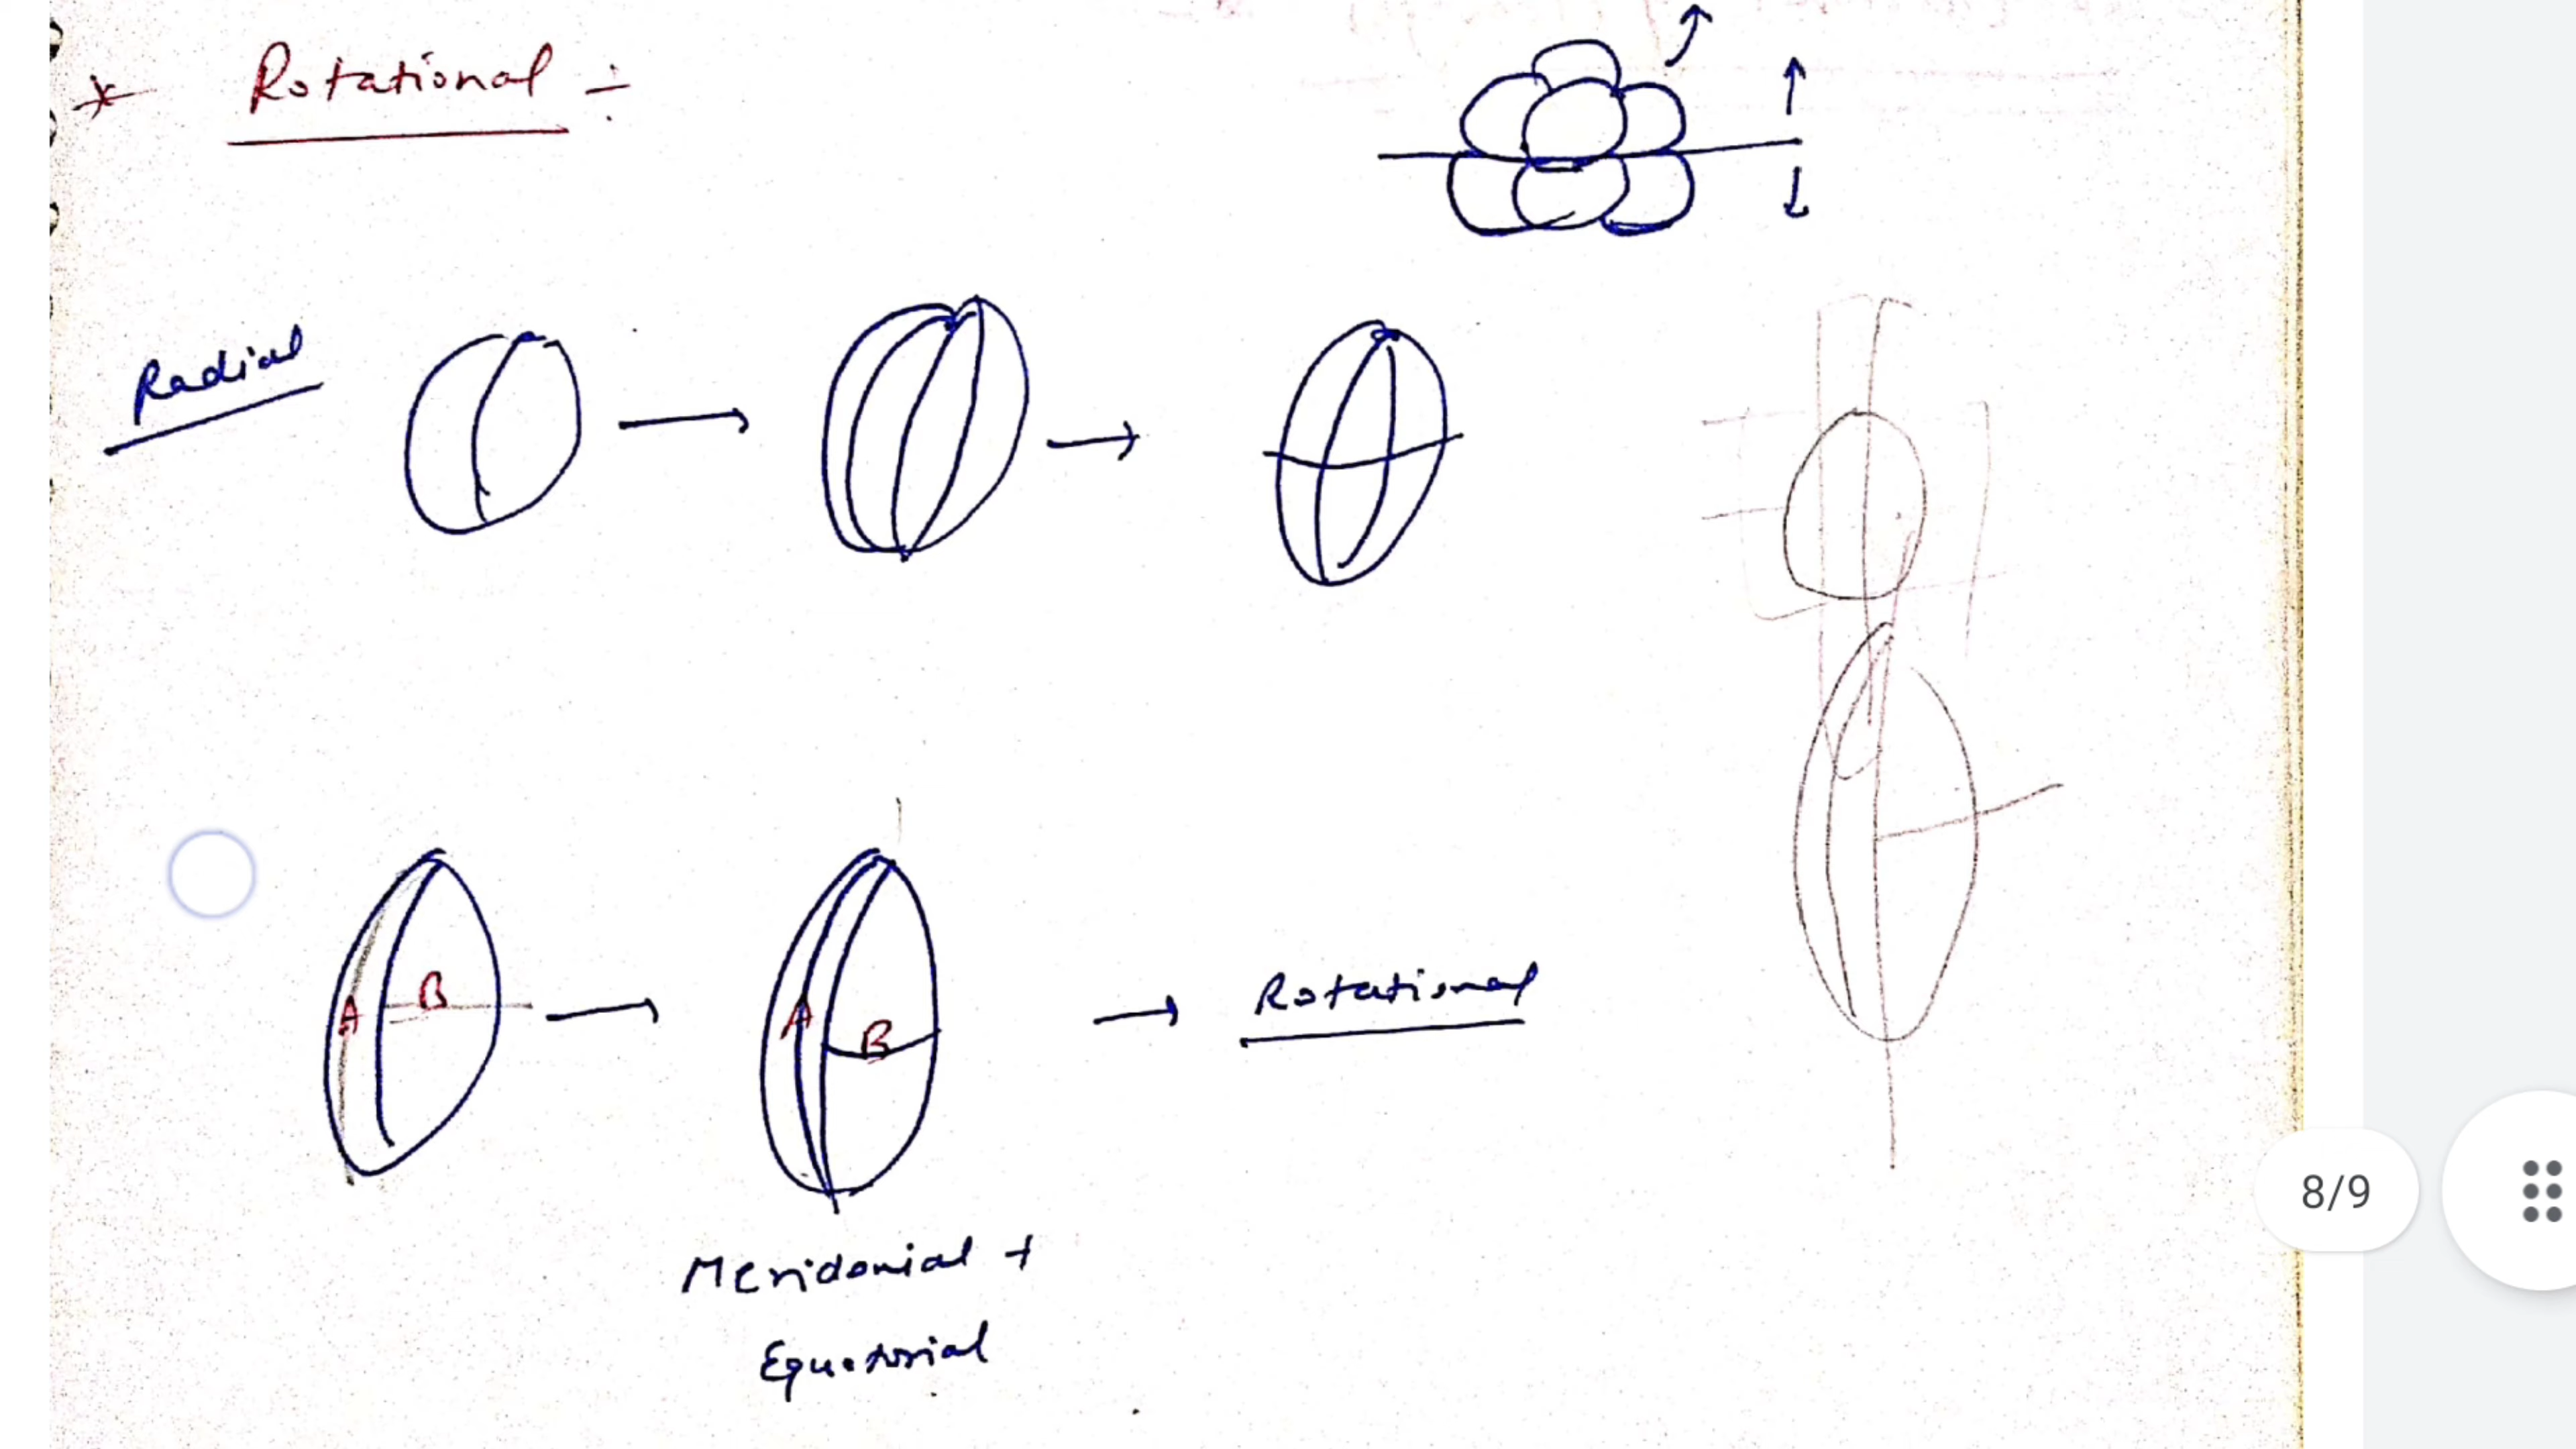 * Rotational :-
Radial
A B
A B
Rotational
Meridonial +
Equatorial
8/9